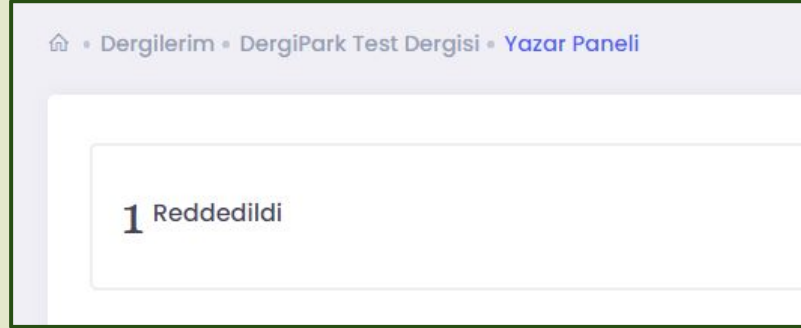 Dergilerim • DergiPark Test Dergisi • Yazar Paneli
1 Reddedildi